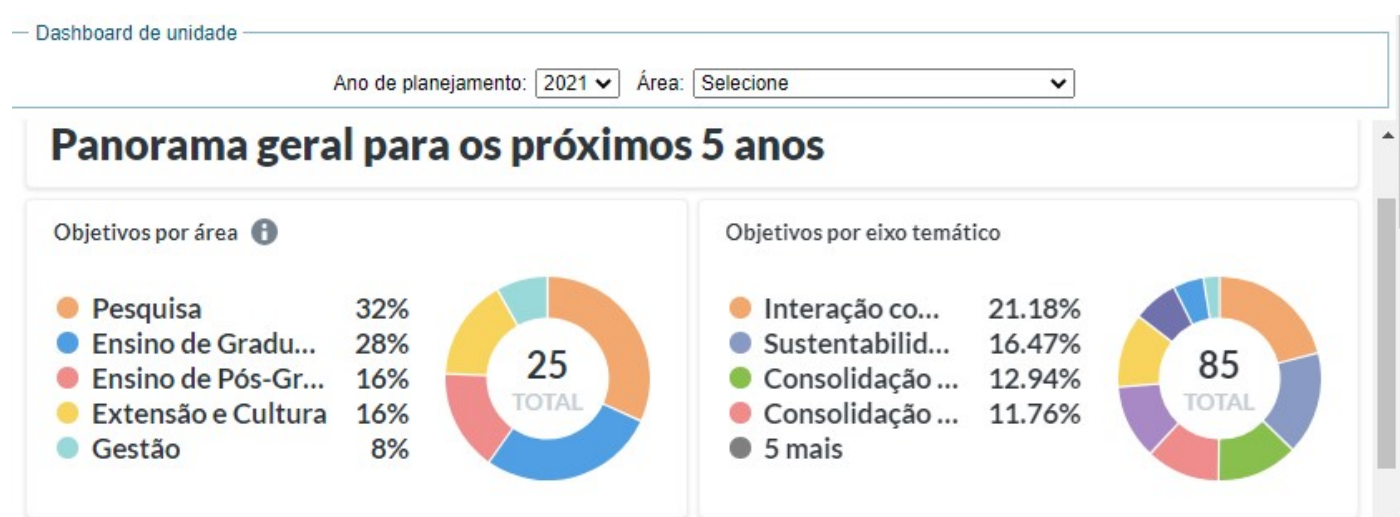 Dashboard de unidade
Ano de planejamento: 2021 Área: Selecione
Panorama geral para os próximos 5 anos
Objetivos por área
Pesquisa 32%
Ensino de Gradu... 28%
Ensino de Pós-Gr... 16%
Extensão e Cultura 16%
Gestão 8%
25
TOTAL
Objetivos por eixo temático
Interação co... 21.18%
Sustentabilid... 16.47%
Consolidação ... 12.94%
Consolidação ... 11.76%
5 mais
85
TOTAL